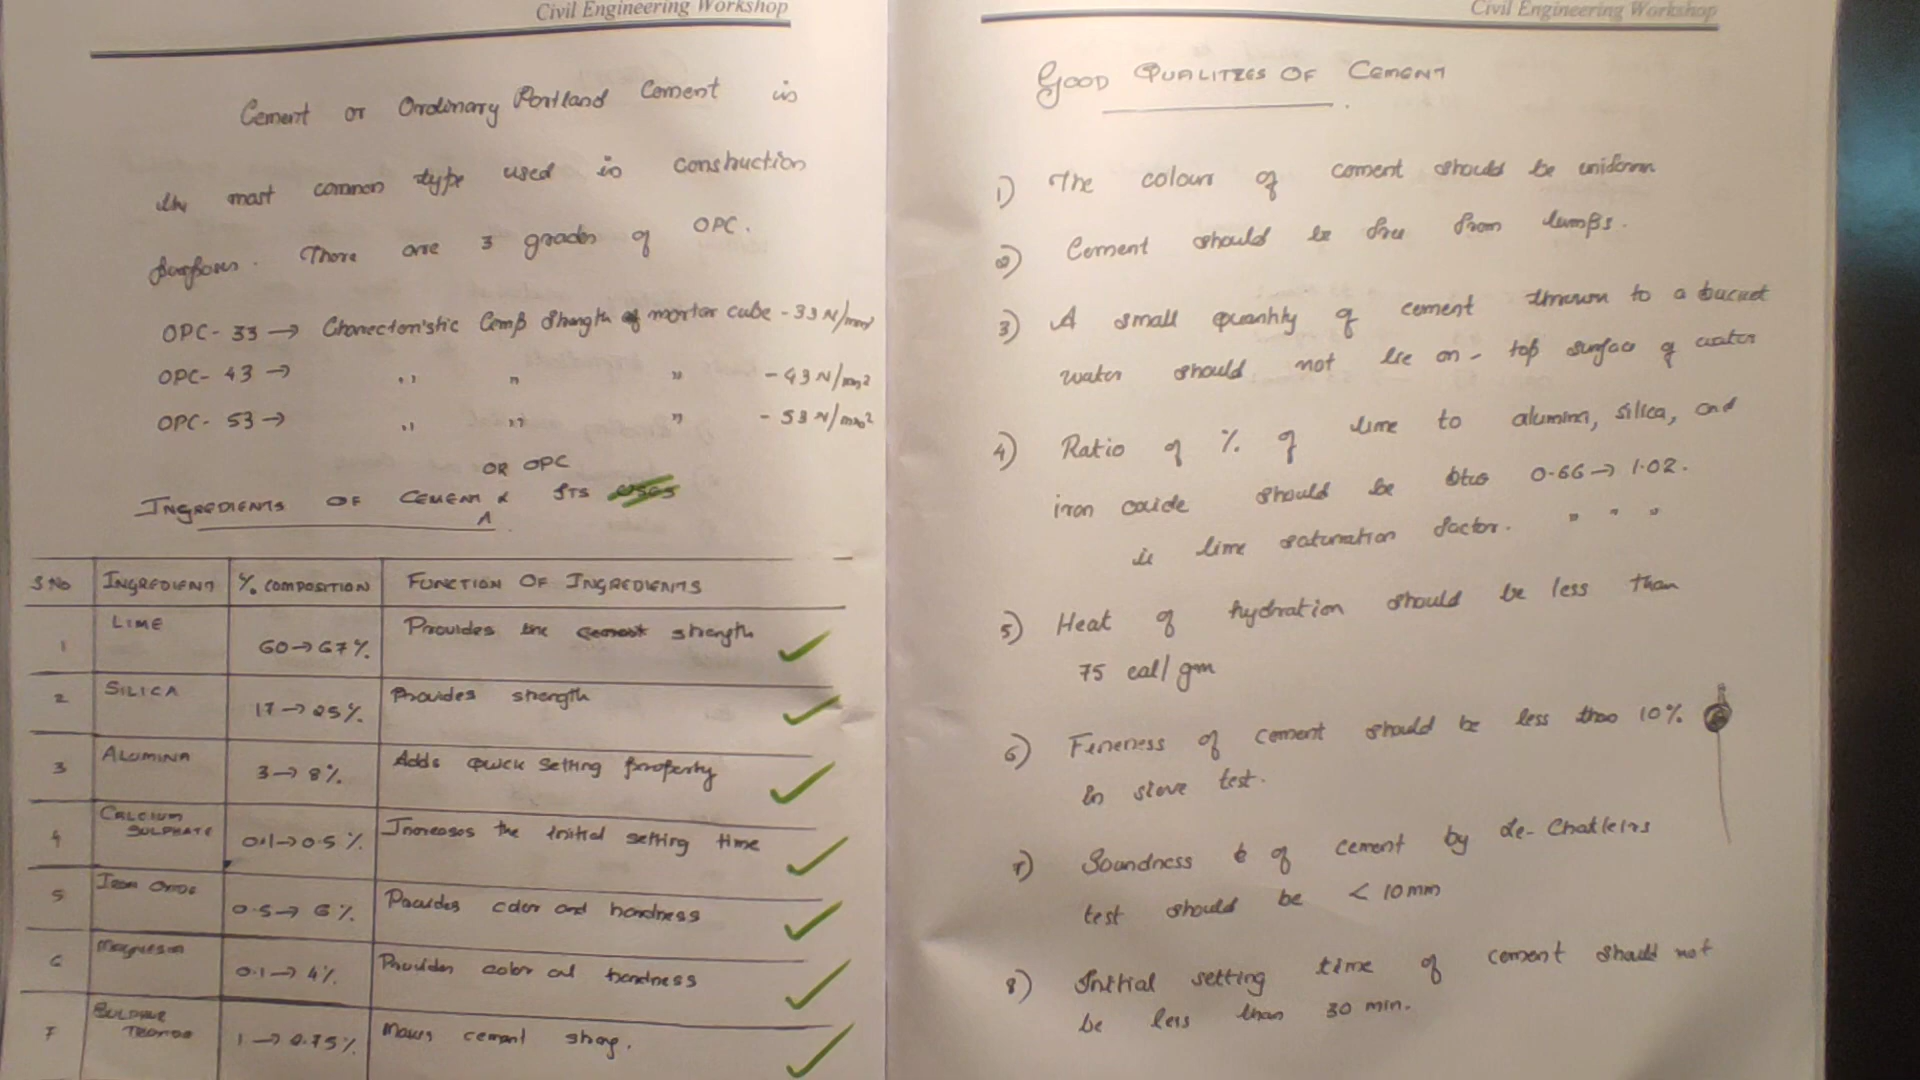 Civil Engineering Workshop
Cement or Ordinary Portland Cement is
the most common type used in construction
purposes. There are 3 grades of OPC.
OPC-33 → Charecteristic Comp Strength of mortar cube - 33 N/mm²
OPC-43 → ,, ,, ,, - 43 N/mm²
OPC-53 → ,, ,, ,, - 53 N/mm²
OR OPC
INGREDIENTS OF CEMENT & ITS USES
S NO INGREDIENT % COMPOSITION FUNCTION OF INGREDIENTS
1 LIME 60→67% Provides the cement strength
2 SILICA 17→25% Provides strength
3 ALUMINA 3→8% Adds quick setting property
4 CALCIUM SULPHATE 0.1→0.5% Increases the initial setting time
5 Iron Oxide 0.5→6% Provides color and hardness
6 Magnesia 0.1→4% Provides color and hardness
7 SULPHUR 1→2.75% Makes cement strong.
Civil Engineering Workshop
GOOD QUALITIES OF CEMENT
1) The colour of cement should be uniform
2) Cement should be free from lumps.
3) A small quantity of cement thrown to a bucket
water should not lie on - top surface of water
4) Ratio of % of lime to alumina, silica, and
iron oxide should be btw 0.66→1.02.
ie lime saturation factor. " " "
5) Heat of hydration should be less than
75 cal/gm
6) Fineness of cement should be less than 10%
in sieve test.
7) Soundness of cement by Le-Chatleirs
test should be < 10mm
8) Initial setting time of cement should not
be less than 30 min.